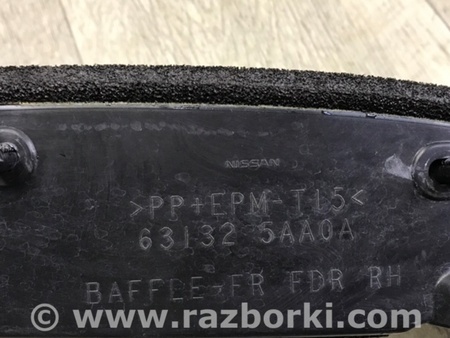 NISSAN
>PP+EPM-T15<
63132 5AA0A
BAFFLE-FR FDR RH
© www.razborki.com